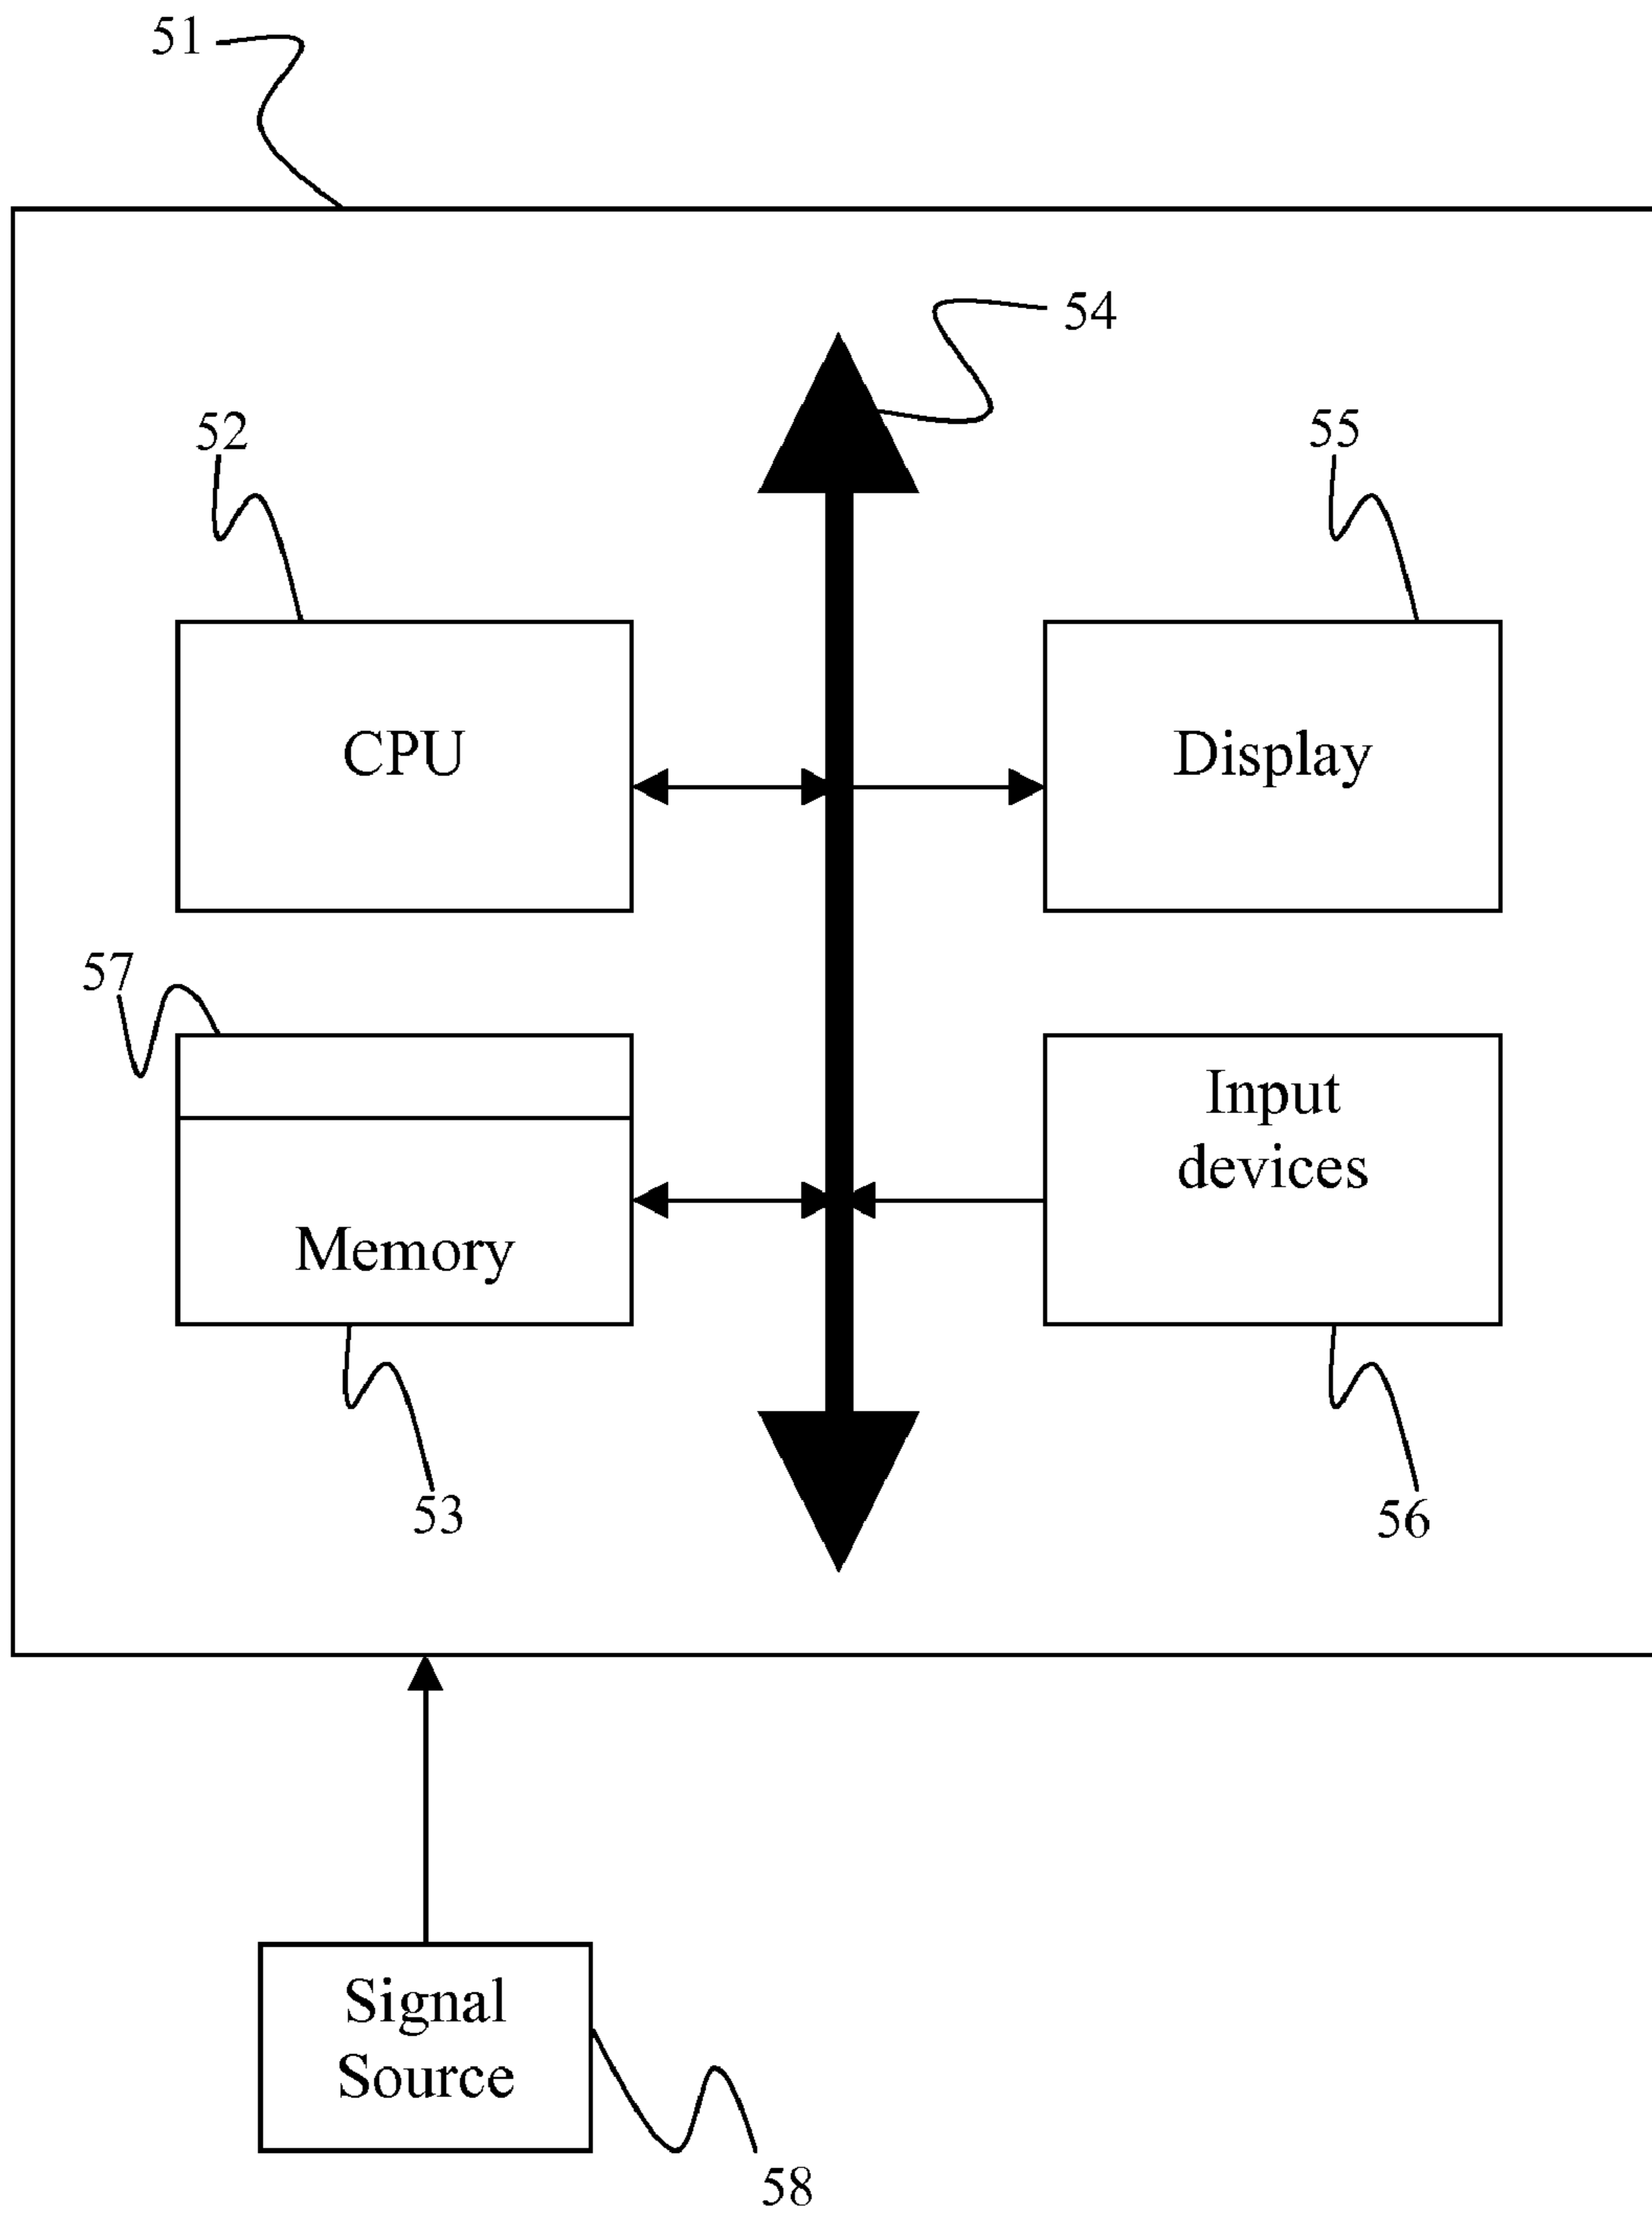 51
54
52
55
CPU
Display
57
Input
devices
Memory
53
56
Signal
Source
58